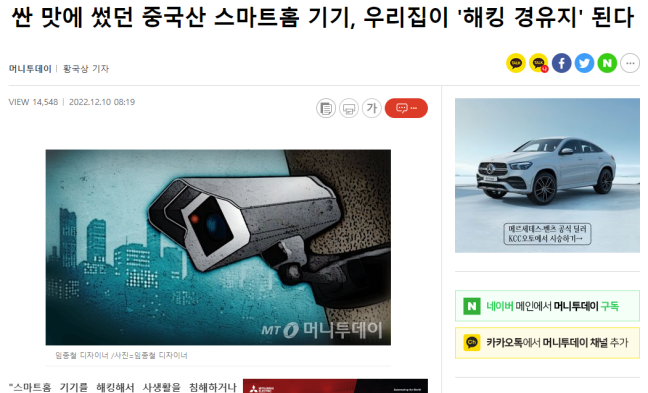 싼 맛에 썼던 중국산 스마트홈 기기, 우리집이 '해킹 경유지' 된다
머니투데이 | 황국상 기자
TALK
TALK
f
N
VIEW 14,548 | 2022.12.10 08:19
가
MT 머니투데이
임종철 디자이너 /사진=임종철 디자이너
"스마트홈 기기를 해킹해서 사생활을 침해하거나
MITSUBISHI ELECTRIC
메르세데스-벤츠 공식 딜러
KCC오토에서 시승하기→
N 네이버 메인에서 머니투데이 구독
Ch 카카오톡에서 머니투데이 채널 추가